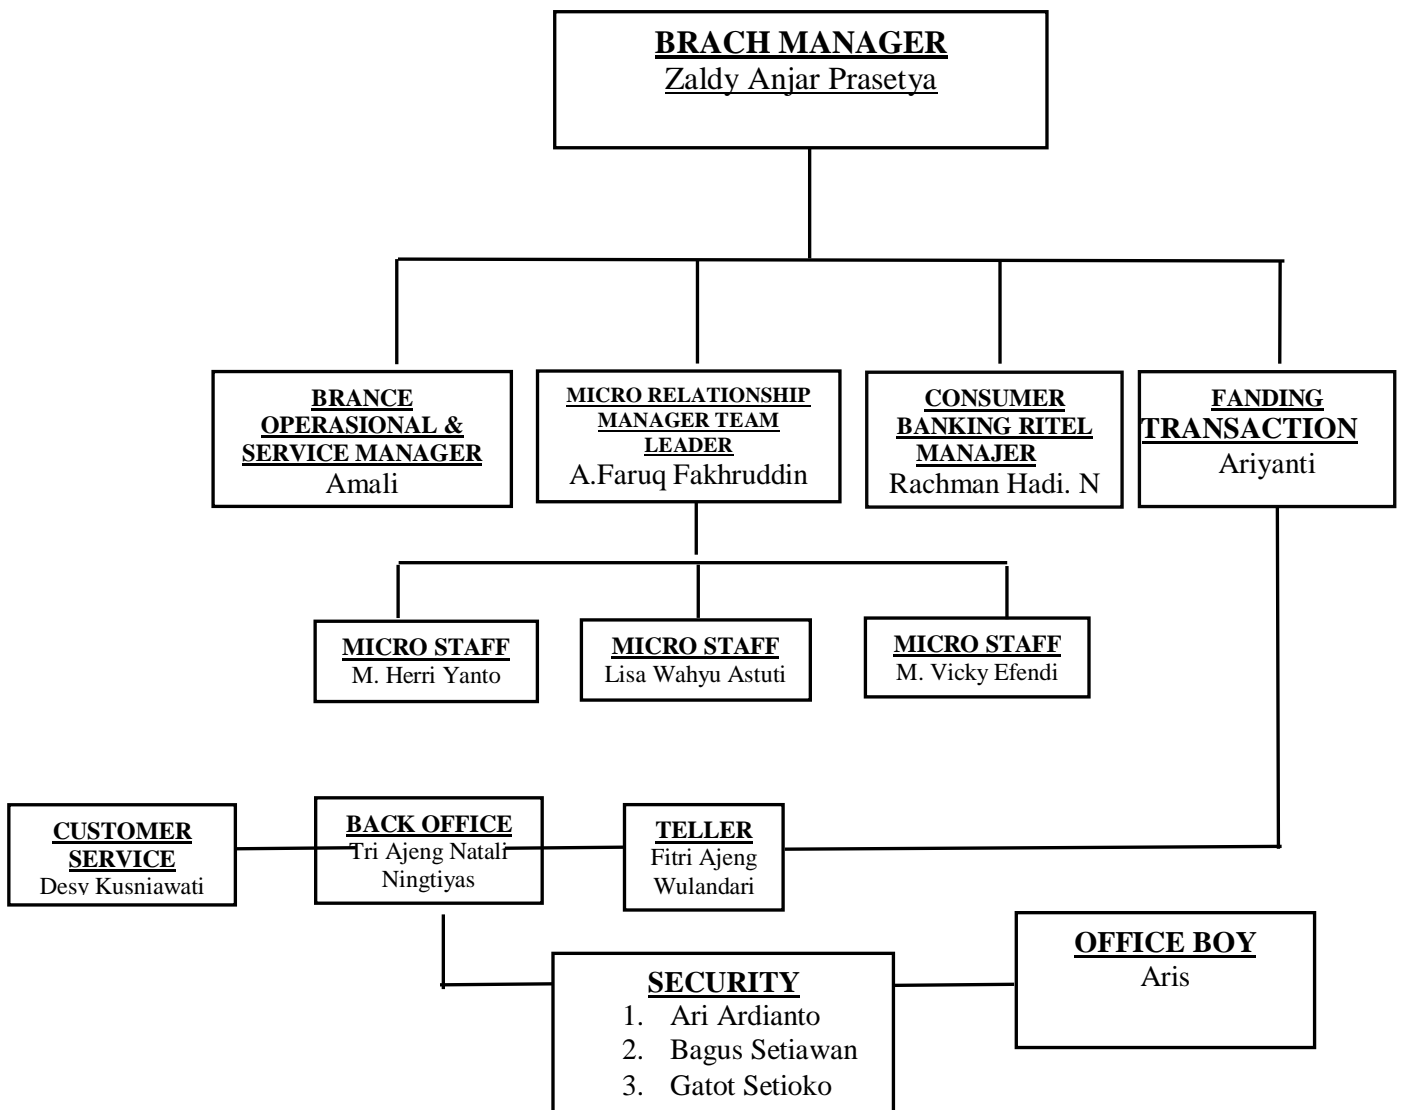 BRACH MANAGER
Zaldy Anjar Prasetya
BRANCE
OPERASIONAL &
SERVICE MANAGER
Amali
MICRO RELATIONSHIP
MANAGER TEAM
LEADER
A.Faruq Fakhruddin
CONSUMER
BANKING RITEL
MANAJER
Rachman Hadi. N
FANDING
TRANSACTION
Ariyanti
MICRO STAFF
M. Herri Yanto
MICRO STAFF
Lisa Wahyu Astuti
MICRO STAFF
M. Vicky Efendi
CUSTOMER
SERVICE
Desy Kusniawati
BACK OFFICE
Tri Ajeng Natali
Ningtiyas
TELLER
Fitri Ajeng
Wulandari
SECURITY
1. Ari Ardianto
2. Bagus Setiawan
3. Gatot Setioko
OFFICE BOY
Aris